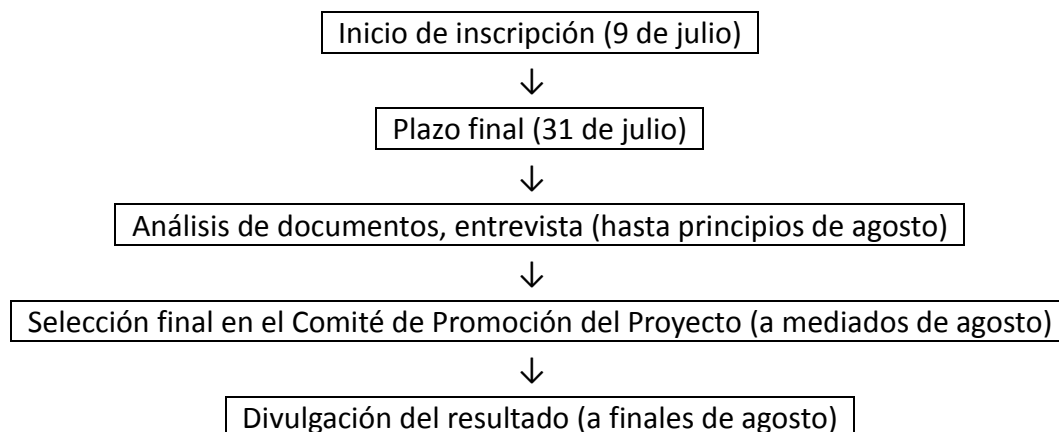 Inicio de inscripción (9 de julio)
↓
Plazo final (31 de julio)
↓
Análisis de documentos, entrevista (hasta principios de agosto)
↓
Selección final en el Comité de Promoción del Proyecto (a mediados de agosto)
↓
Divulgación del resultado (a finales de agosto)